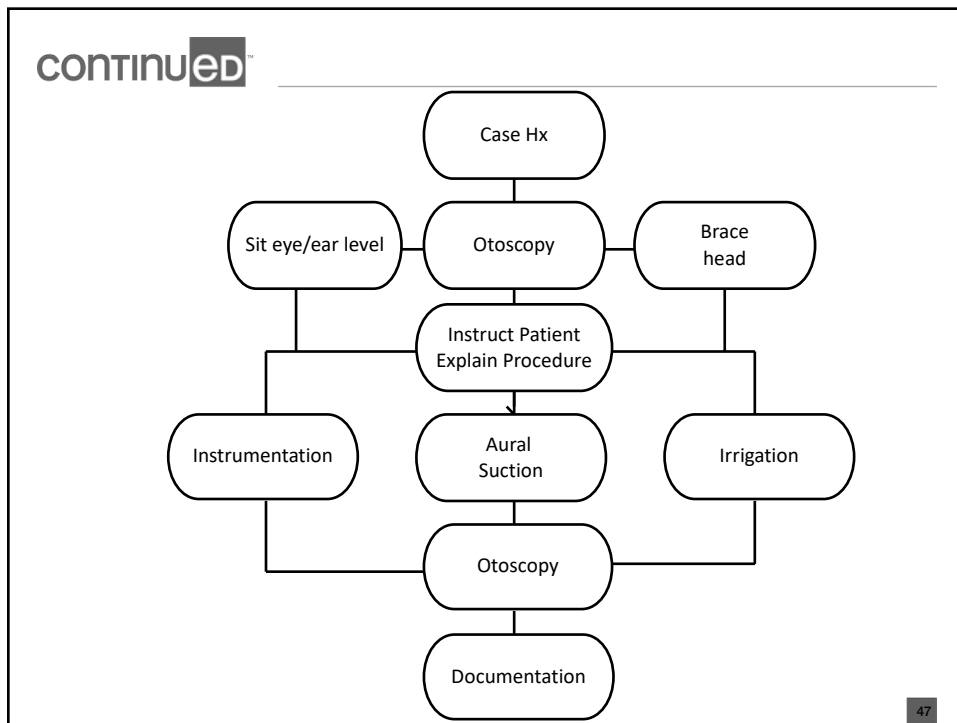 continued™
Case Hx
Sit eye/ear level
Otoscopy
Brace
head
Instruct Patient
Explain Procedure
Instrumentation
Aural
Suction
Irrigation
Otoscopy
Documentation
47